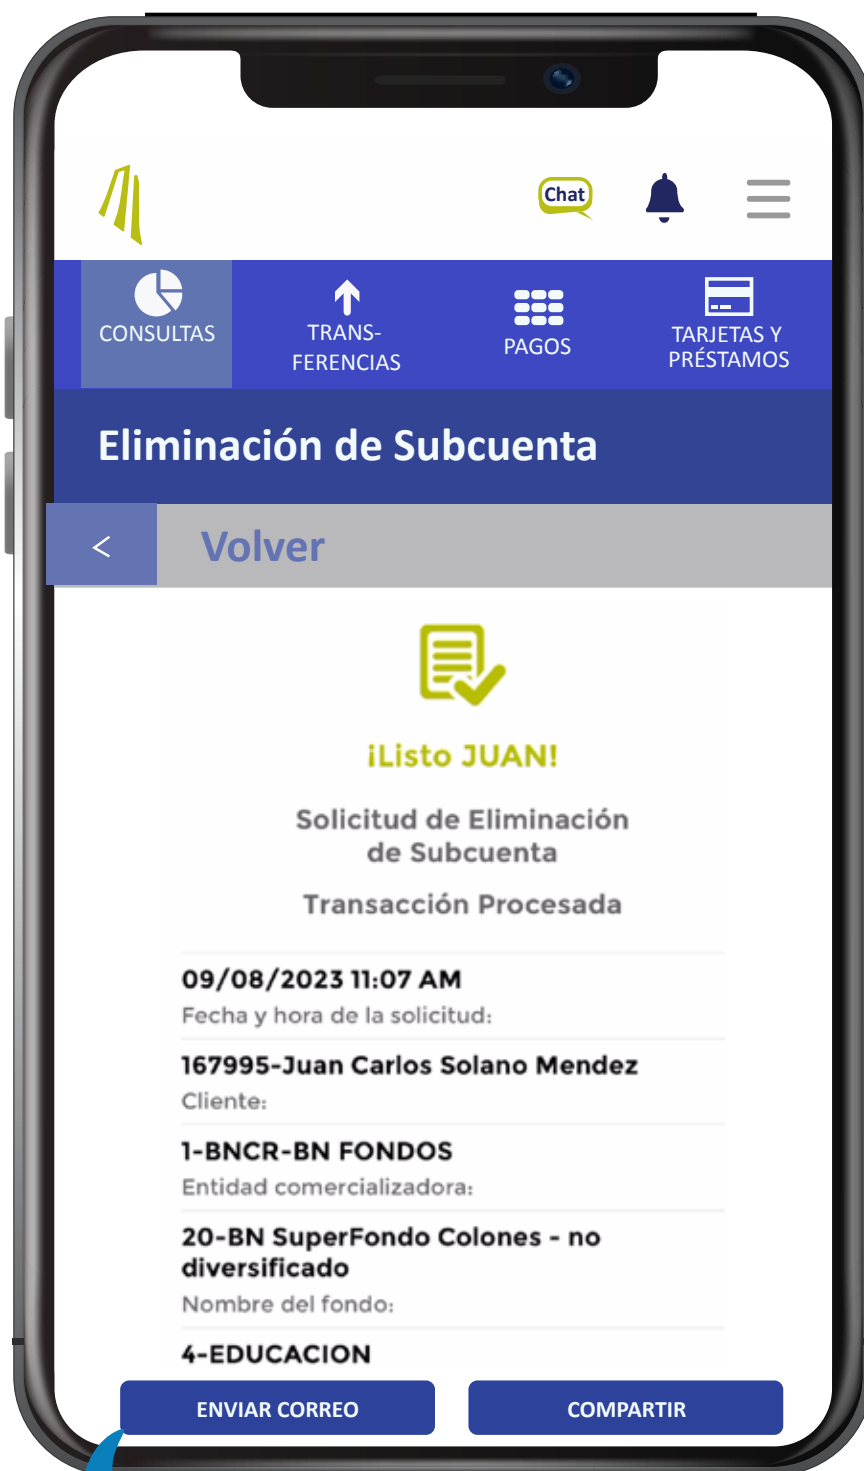 Chat
CONSULTAS
TRANS-
FERENCIAS
PAGOS
TARJETAS Y
PRÉSTAMOS
Eliminación de Subcuenta
< Volver
¡Listo JUAN!
Solicitud de Eliminación
de Subcuenta
Transacción Procesada
09/08/2023 11:07 AM
Fecha y hora de la solicitud:
167995-Juan Carlos Solano Mendez
Cliente:
1-BNCR-BN FONDOS
Entidad comercializadora:
20-BN SuperFondo Colones - no
diversificado
Nombre del fondo:
4-EDUCACION
ENVIAR CORREO
COMPARTIR